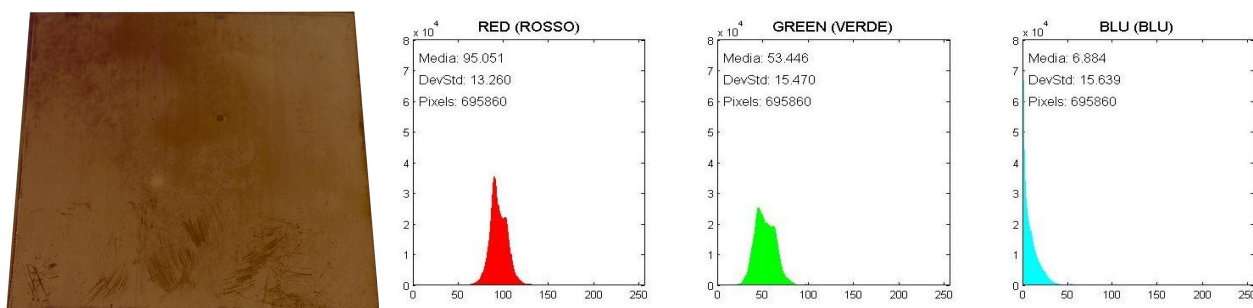 RED (ROSSO)
x 10⁴
8
7
6
5
4
3
2
1
0
Media: 95.051
DevStd: 13.260
Pixels: 695860
0 50 100 150 200 250
GREEN (VERDE)
x 10⁴
8
7
6
5
4
3
2
1
0
Media: 53.446
DevStd: 15.470
Pixels: 695860
0 50 100 150 200 250
BLU (BLU)
x 10⁴
8
7
6
5
4
3
2
1
0
Media: 6.884
DevStd: 15.639
Pixels: 695860
0 50 100 150 200 250